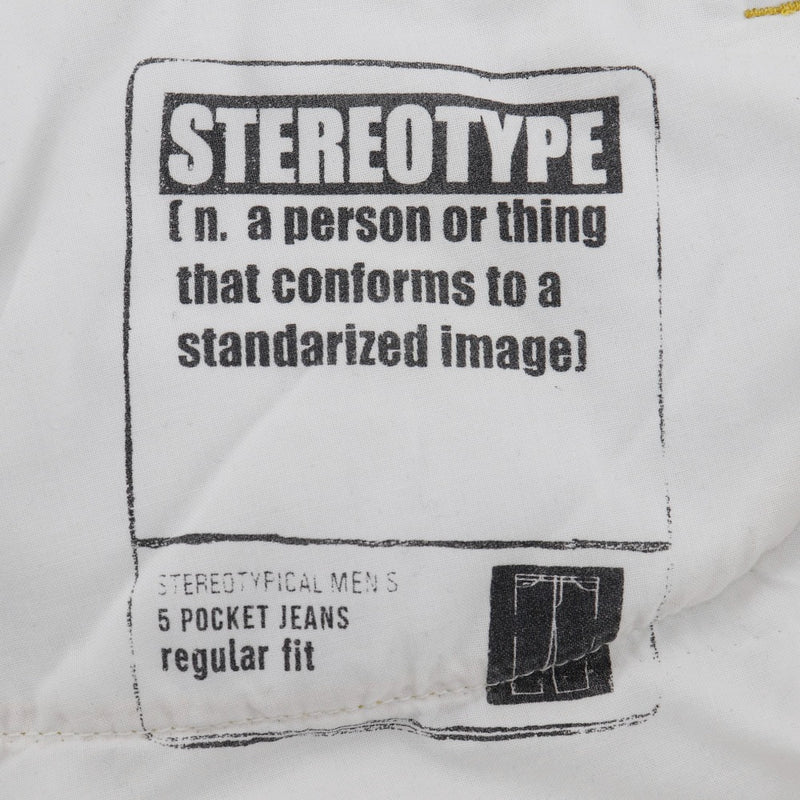 STEREOTYPE
[ n. a person or thing
that conforms to a
standarized image]
STEREOTYPICAL MEN S
5 POCKET JEANS
regular fit